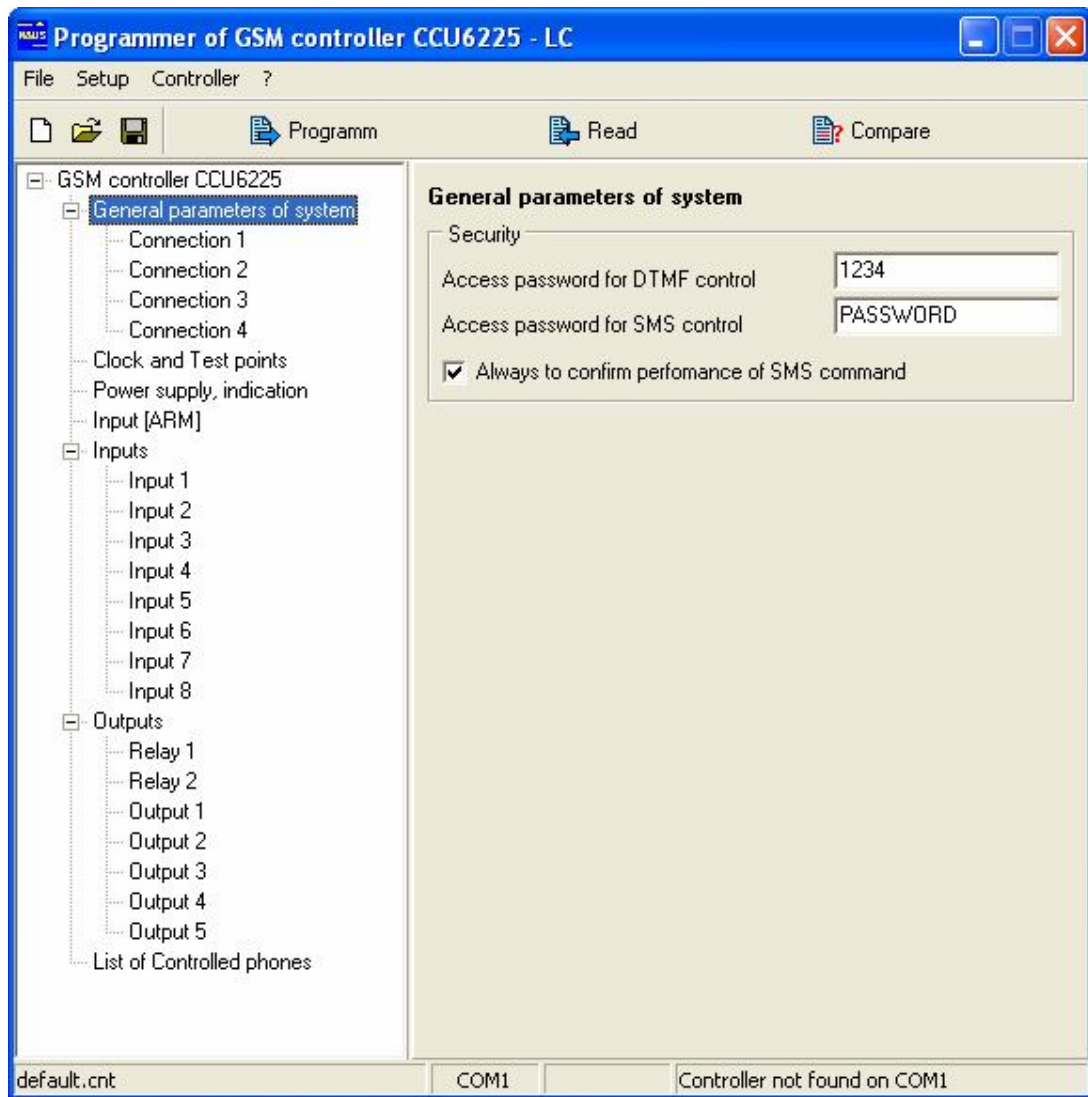 Programmer of GSM controller CCU6225 - LC
File Setup Controller ?
Programm Read Compare
GSM controller CCU6225
General parameters of system
Connection 1
Connection 2
Connection 3
Connection 4
Clock and Test points
Power supply, indication
Input [ARM]
Inputs
Input 1
Input 2
Input 3
Input 4
Input 5
Input 6
Input 7
Input 8
Outputs
Relay 1
Relay 2
Output 1
Output 2
Output 3
Output 4
Output 5
List of Controlled phones
General parameters of system
Security
Access password for DTMF control 1234
Access password for SMS control PASSWORD
Always to confirm perfomance of SMS command
default.cnt COM1 Controller not found on COM1